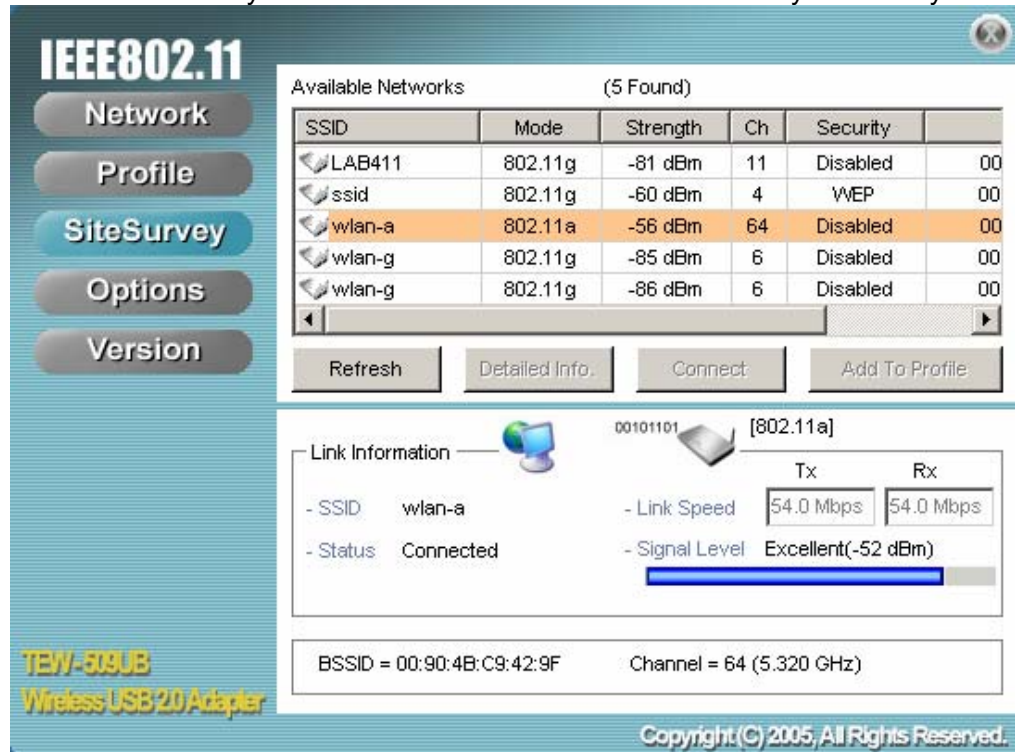 IEEE802.11
Network
Profile
SiteSurvey
Options
Version
Available Networks (5 Found)
SSID Mode Strength Ch Security
LAB411 802.11g -81 dBm 11 Disabled 00
ssid 802.11g -60 dBm 4 WEP 00
wlan-a 802.11a -56 dBm 64 Disabled 00
wlan-g 802.11g -85 dBm 6 Disabled 00
wlan-g 802.11g -86 dBm 6 Disabled 00
Refresh Detailed Info. Connect Add To Profile
00101101 [802.11a]
Link Information
Tx Rx
- SSID wlan-a - Link Speed 54.0 Mbps 54.0 Mbps
- Status Connected - Signal Level Excellent(-52 dBm)
BSSID = 00:90:4B:C9:42:9F Channel = 64 (5.320 GHz)
TEW-509UB
Wireless USB 2.0 Adapter
Copyright (C) 2005, All Rights Reserved.